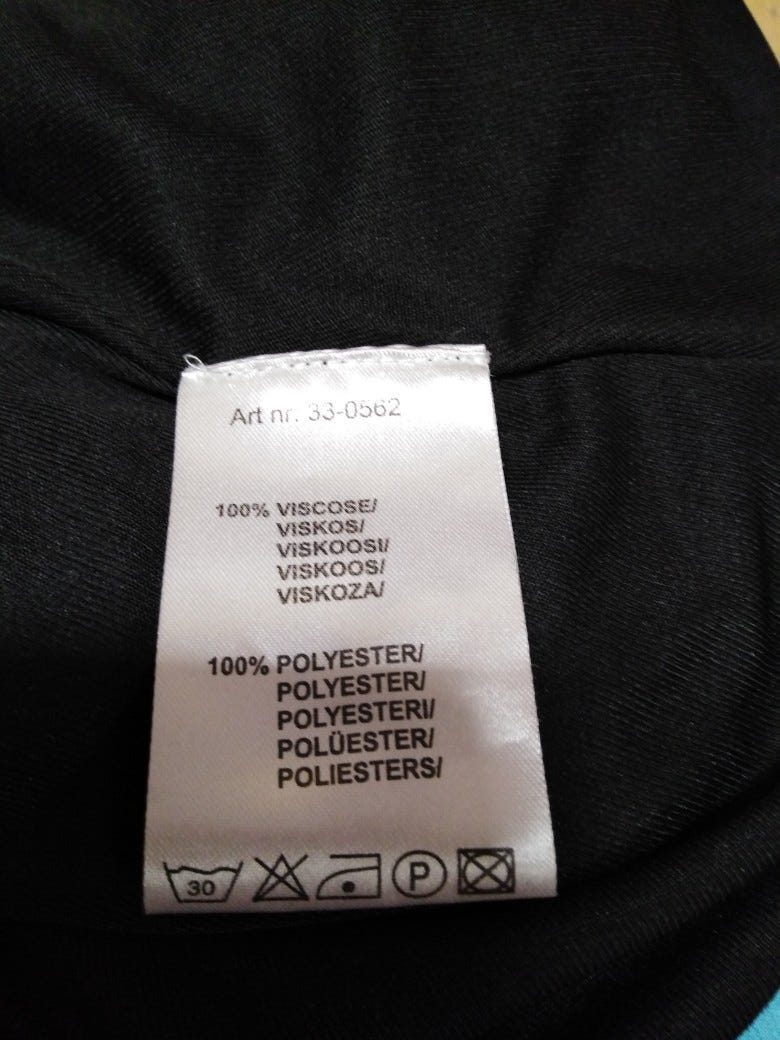 Art nr: 33-0562
100% VISCOSE/
VISKOS/
VISKOOSI/
VISKOOS/
VISKOZA/
100% POLYESTER/
POLYESTER/
POLYESTERI/
POLÜESTER/
POLIESTERS/
30 P